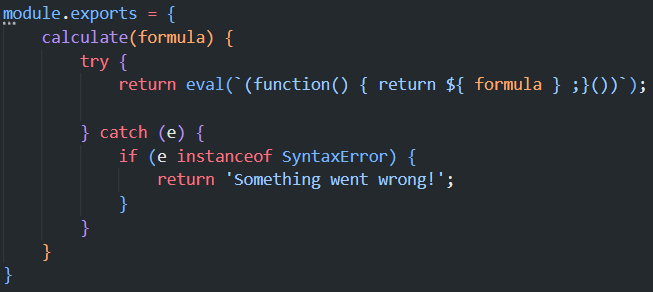 module.exports = {
    calculate(formula) {
        try {
            return eval(`(function() { return ${ formula } ;}())`);

        } catch (e) {
            if (e instanceof SyntaxError) {
                return 'Something went wrong!';
            }
        }
    }
}